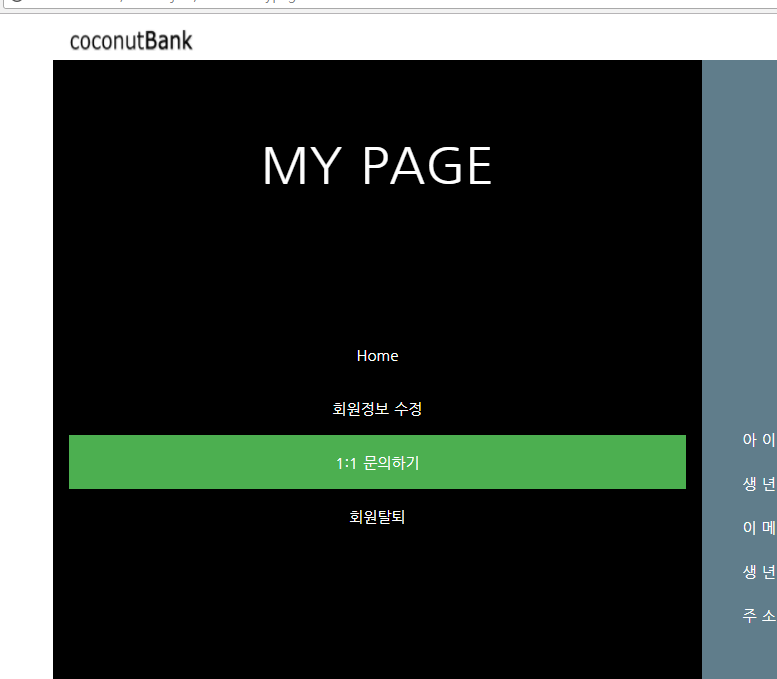 coconutBank
MY PAGE
Home
회원정보 수정
1:1 문의하기
회원탈퇴
아 이
생 년
이 메
생 년
주 소